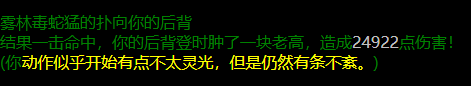 雾林毒蛇猛的扑向你的后背
结果一击命中，你的后背登时肿了一块老高，造成24922点伤害！
(你动作似乎开始有点不太灵光，但是仍然有条不紊。)